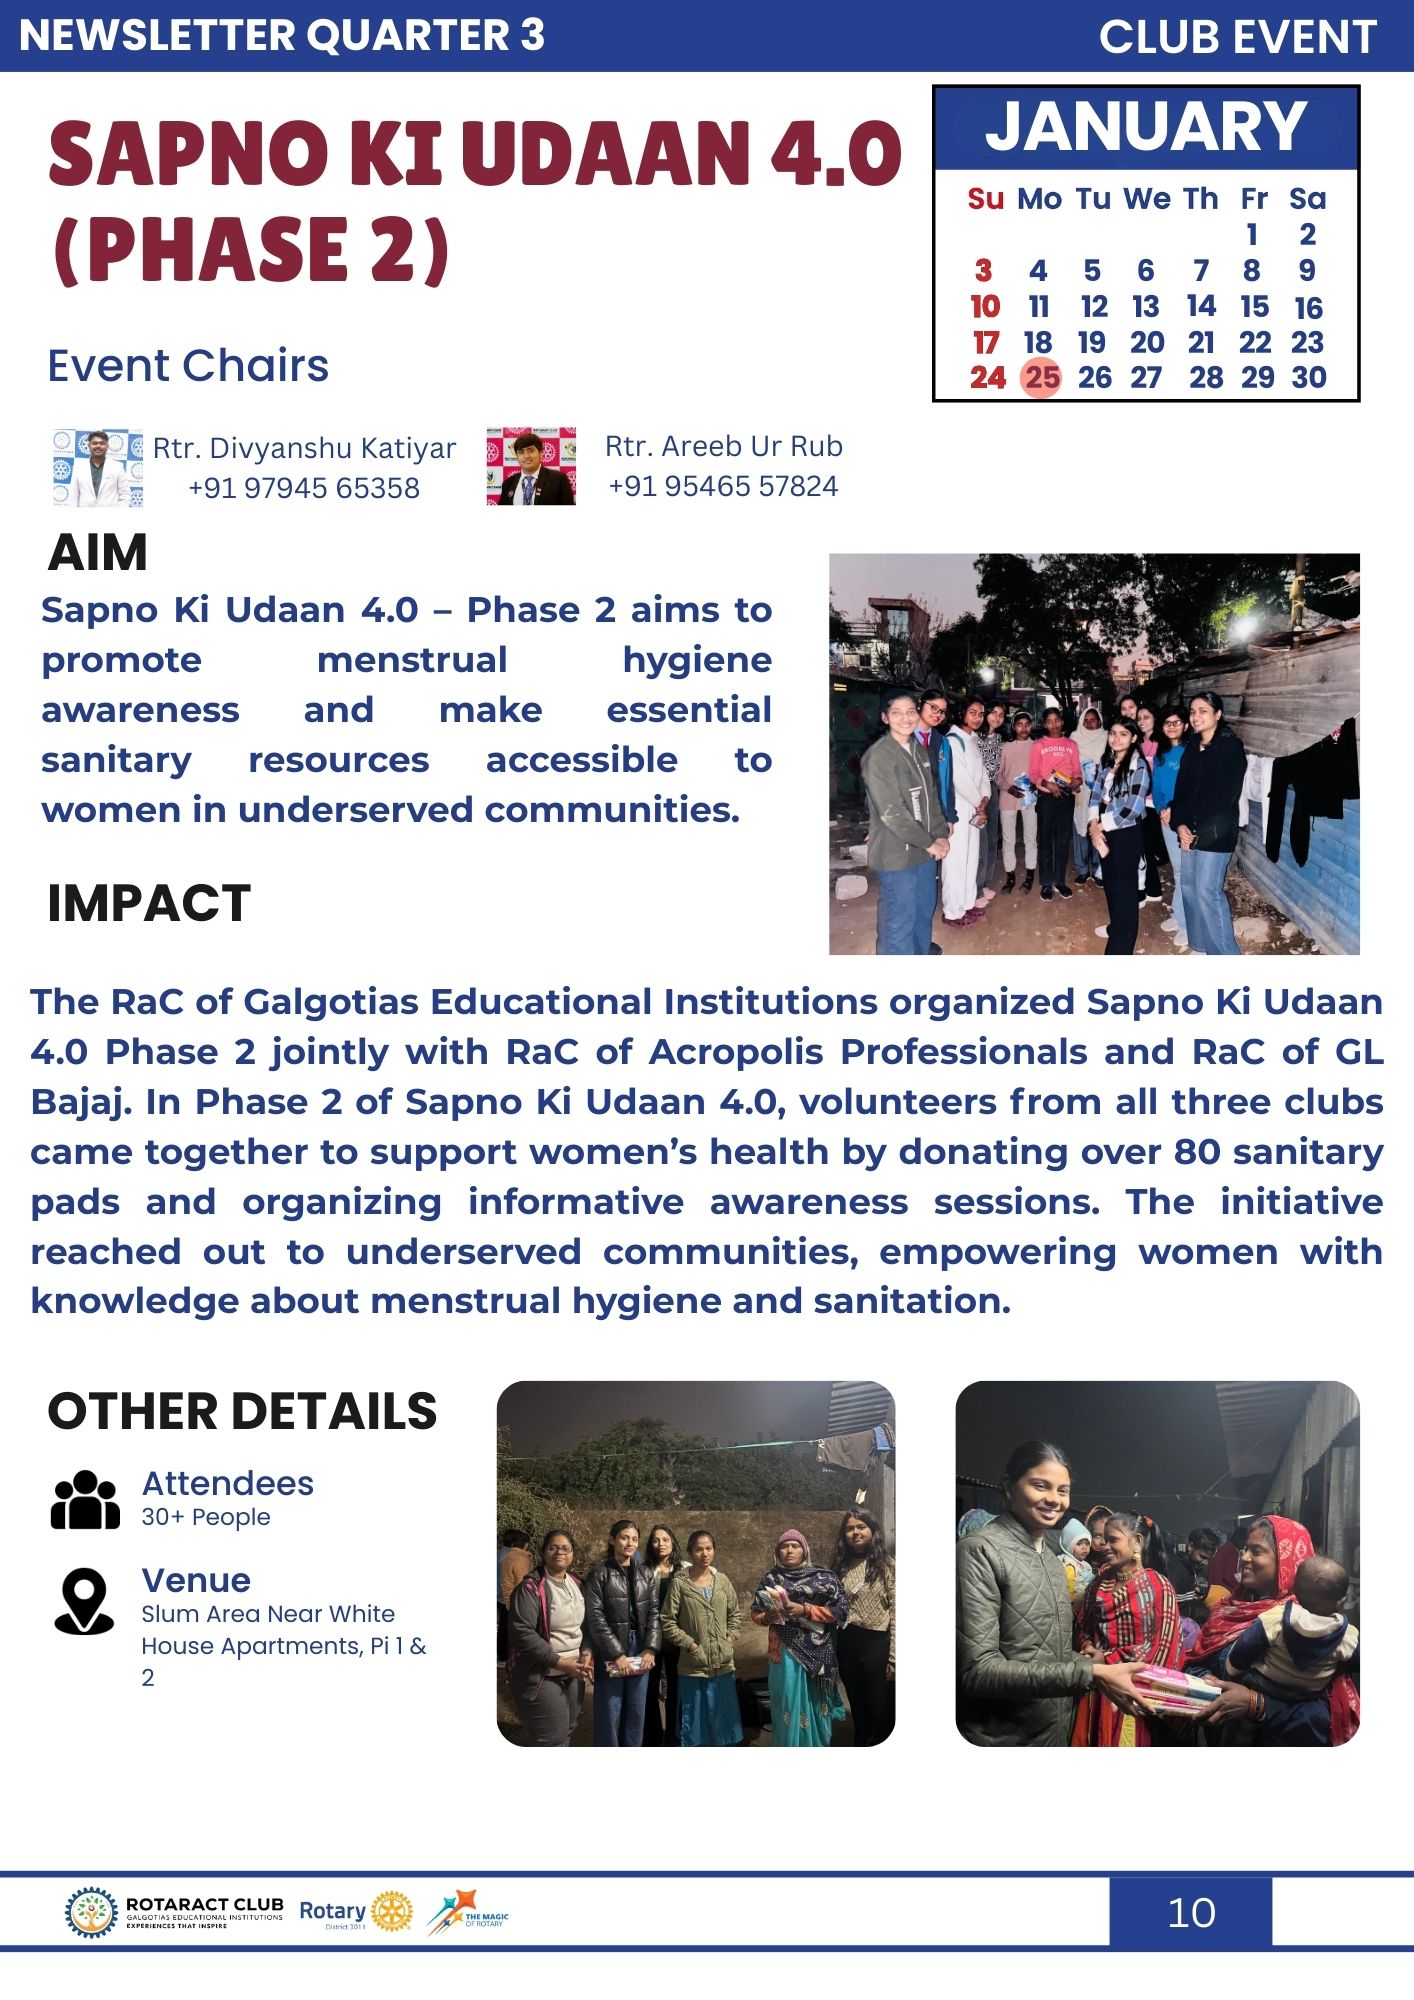 NEWSLETTER QUARTER 3
CLUB EVENT
SAPNO KI UDAAN 4.0
(PHASE 2)
JANUARY
Su Mo Tu We Th Fr Sa
1 2
3 4 5 6 7 8 9
10 11 12 13 14 15 16
17 18 19 20 21 22 23
24 25 26 27 28 29 30
Event Chairs
Rtr. Divyanshu Katiyar
+91 97945 65358
Rtr. Areeb Ur Rub
+91 95465 57824
AIM
Sapno Ki Udaan 4.0 – Phase 2 aims to
promote menstrual hygiene
awareness and make essential
sanitary resources accessible to
women in underserved communities.
BROOKLYN
IMPACT
The RaC of Galgotias Educational Institutions organized Sapno Ki Udaan
4.0 Phase 2 jointly with RaC of Acropolis Professionals and RaC of GL
Bajaj. In Phase 2 of Sapno Ki Udaan 4.0, volunteers from all three clubs
came together to support women's health by donating over 80 sanitary
pads and organizing informative awareness sessions. The initiative
reached out to underserved communities, empowering women with
knowledge about menstrual hygiene and sanitation.
OTHER DETAILS
Attendees
30+ People
Venue
Slum Area Near White
House Apartments, Pi 1 &
2
ROTARACT CLUB
GALGOTIAS EDUCATIONAL INSTITUTIONS
EXPERIENCES THAT INSPIRE
Rotary
District 3011
THE MAGIC
OF ROTARY
10